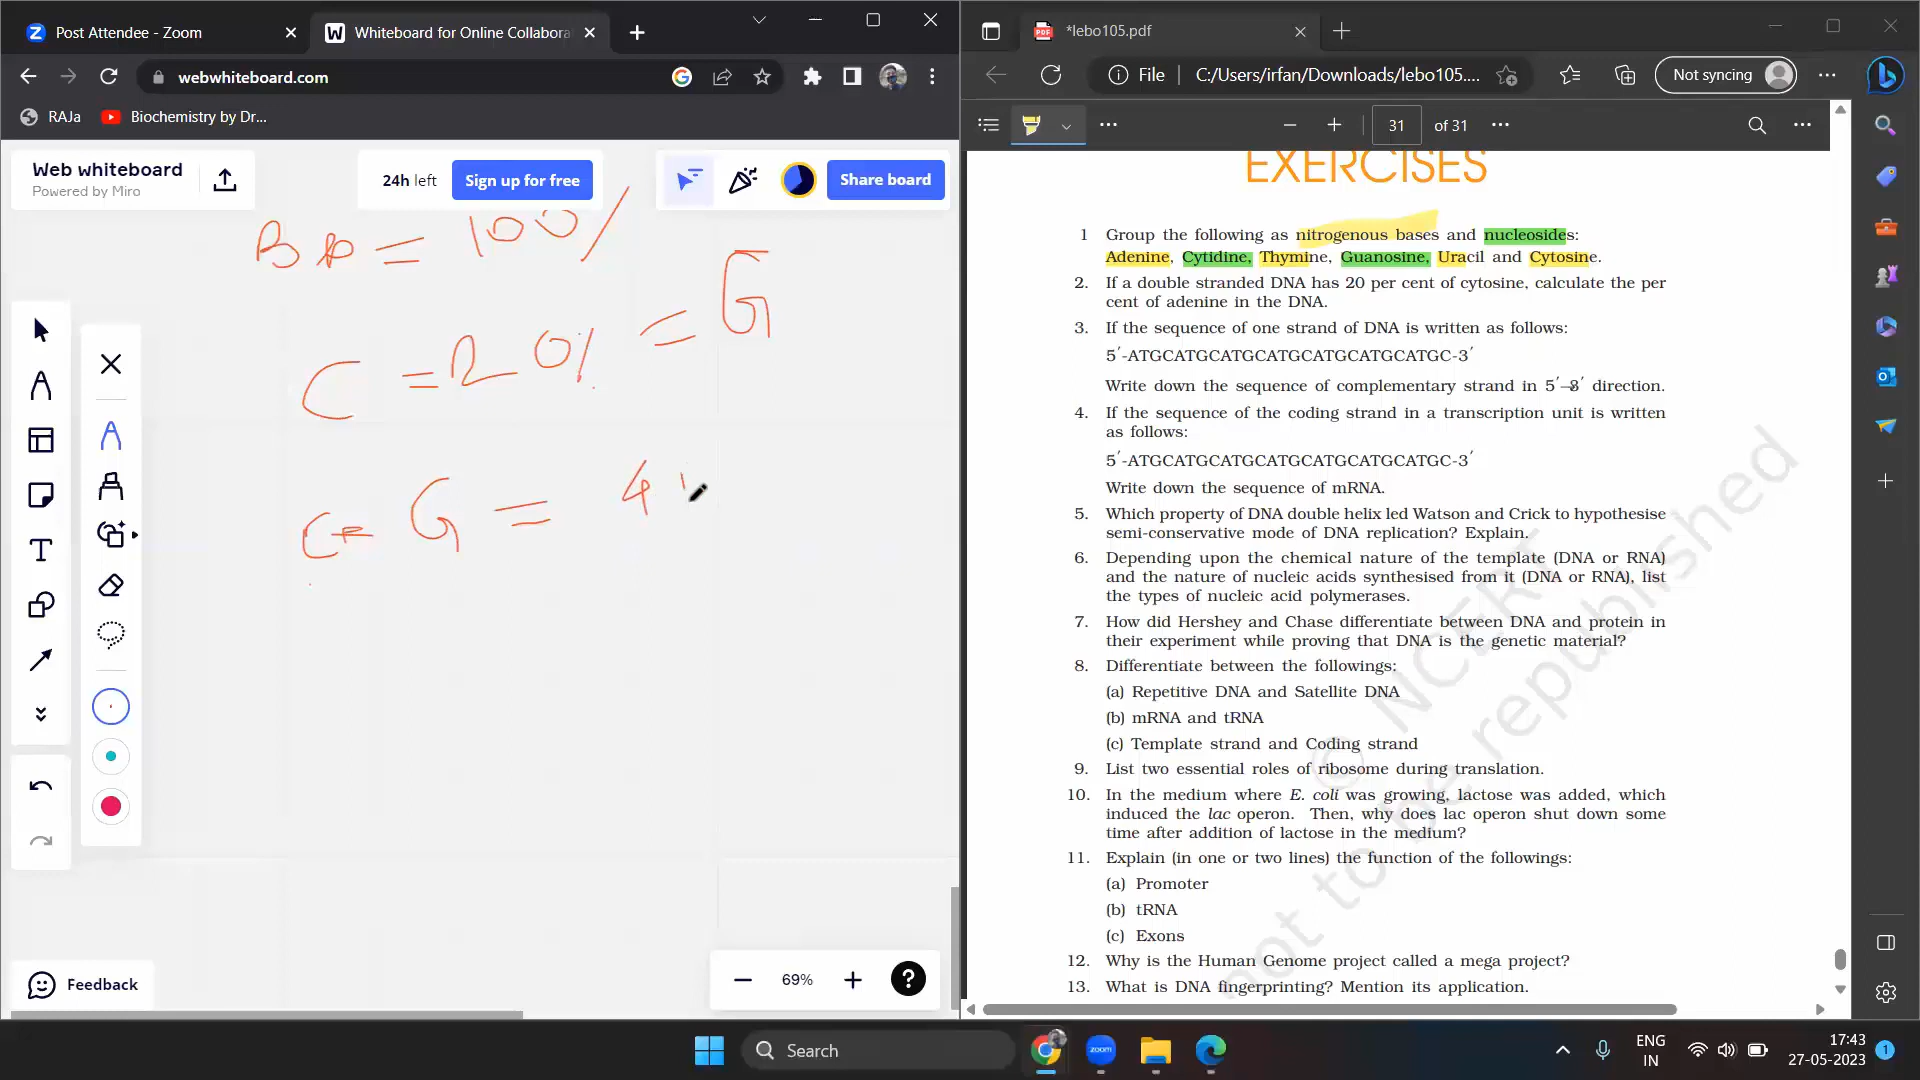 Post Attendee - Zoom
Whiteboard for Online Collabora
webwhiteboard.com
RAJa
Biochemistry by Dr...
Web whiteboard
Powered by Miro
24h left
Sign up for free
Share board
BP = 100%
C = 20% = G
C G = 4
69%
Feedback
*lebo105.pdf
File
C:/Users/irfan/Downloads/lebo105....
Not syncing
31 of 31
EXERCISES
1 Group the following as nitrogenous bases and nucleosides:
Adenine, Cytidine, Thymine, Guanosine, Uracil and Cytosine.
2. If a double stranded DNA has 20 per cent of cytosine, calculate the per
cent of adenine in the DNA.
3. If the sequence of one strand of DNA is written as follows:
5′-ATGCATGCATGCATGCATGCATGCATGC-3′
Write down the sequence of complementary strand in 5′→3′ direction.
4. If the sequence of the coding strand in a transcription unit is written
as follows:
5′-ATGCATGCATGCATGCATGCATGCATGC-3′
Write down the sequence of mRNA.
5. Which property of DNA double helix led Watson and Crick to hypothesise
semi-conservative mode of DNA replication? Explain.
6. Depending upon the chemical nature of the template (DNA or RNA)
and the nature of nucleic acids synthesised from it (DNA or RNA), list
the types of nucleic acid polymerases.
7. How did Hershey and Chase differentiate between DNA and protein in
their experiment while proving that DNA is the genetic material?
8. Differentiate between the followings:
(a) Repetitive DNA and Satellite DNA
(b) mRNA and tRNA
(c) Template strand and Coding strand
9. List two essential roles of ribosome during translation.
10. In the medium where E. coli was growing, lactose was added, which
induced the lac operon. Then, why does lac operon shut down some
time after addition of lactose in the medium?
11. Explain (in one or two lines) the function of the followings:
(a) Promoter
(b) tRNA
(c) Exons
12. Why is the Human Genome project called a mega project?
13. What is DNA fingerprinting? Mention its application.
© NCERT
not to be republished
Search
zoom
ENG
IN
17:43
27-05-2023
1